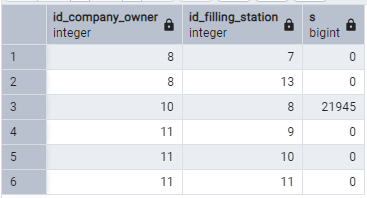 id_company_owner id_filling_station s
integer integer bigint
1 8 7 0
2 8 13 0
3 10 8 21945
4 11 9 0
5 11 10 0
6 11 11 0